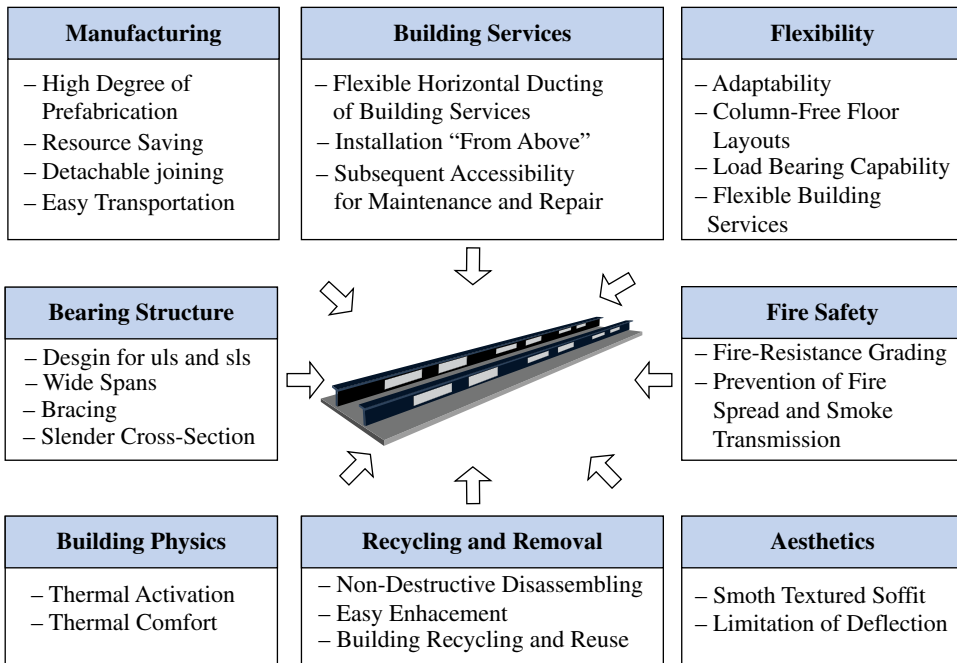 Manufacturing
– High Degree of
Prefabrication
– Resource Saving
– Detachable joining
– Easy Transportation
Building Services
– Flexible Horizontal Ducting
of Building Services
– Installation “From Above”
– Subsequent Accessibility
for Maintenance and Repair
Flexibility
– Adaptability
– Column-Free Floor
Layouts
– Load Bearing Capability
– Flexible Building
Services
Bearing Structure
– Desgin for uls and sls
– Wide Spans
– Bracing
– Slender Cross-Section
Fire Safety
– Fire-Resistance Grading
– Prevention of Fire
Spread and Smoke
Transmission
Building Physics
– Thermal Activation
– Thermal Comfort
Recycling and Removal
– Non-Destructive Disassembling
– Easy Enhacement
– Building Recycling and Reuse
Aesthetics
– Smoth Textured Soffit
– Limitation of Deflection